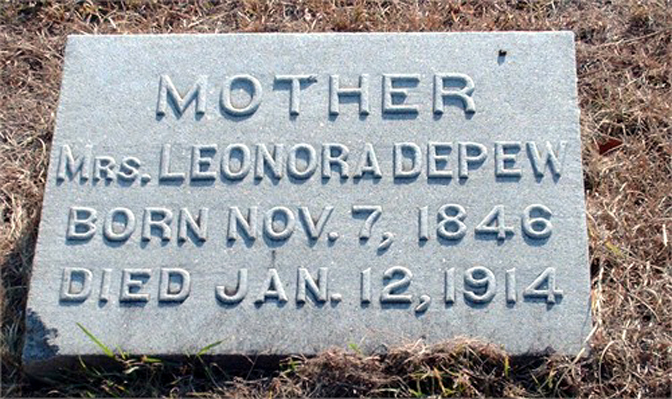 MOTHER
MRS. LEONORA DEPEW
BORN NOV. 7, 1846
DIED JAN. 12, 1914